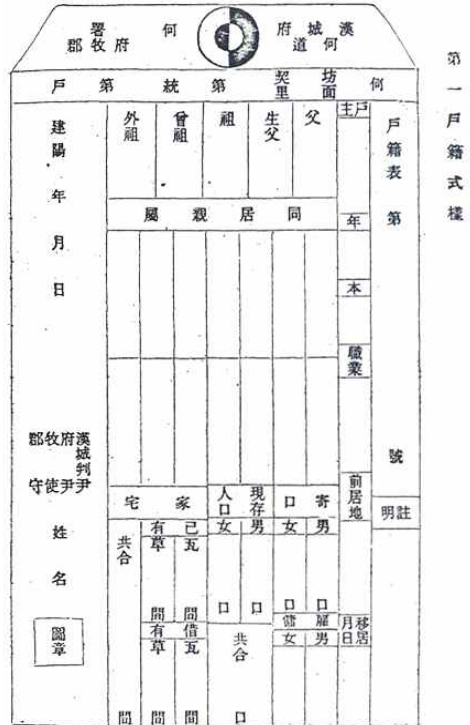 第一戶籍式樣
漢城府 何道
何 署 府牧郡
何 坊面 契里 第 統 第 戶
戶籍表 第 號
註明
戶主
年
本
職業
前居地
移居月日
父
生父
祖
曾祖
外祖
同居親屬
寄口
男 口
女 口
雇男
傭女
現存人口
男 口
女 口
共合 口
家宅
己有
瓦 間
草 間
借有
瓦 間
草 間
共合 間
建陽 年 月 日
漢城判尹
府尹
牧使
郡守
姓名
圖章